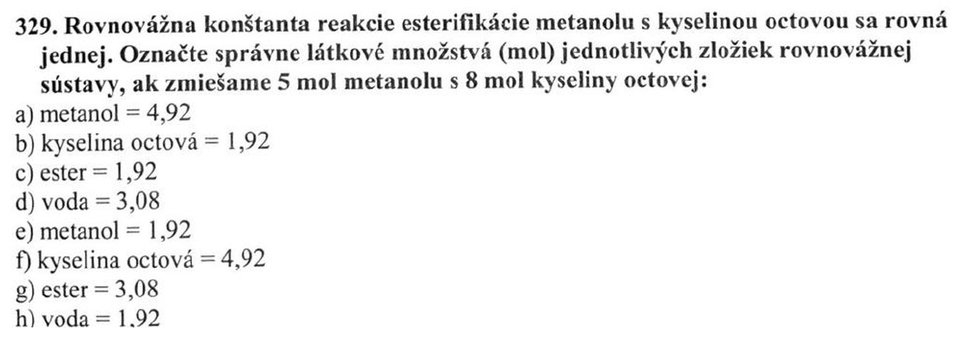 329. Rovnovážna konštanta reakcie esterifikácie metanolu s kyselinou octovou sa rovná
jednej. Označte správne látkové množstvá (mol) jednotlivých zložiek rovnovážnej
sústavy, ak zmiešame 5 mol metanolu s 8 mol kyseliny octovej:
a) metanol = 4,92
b) kyselina octová = 1,92
c) ester = 1,92
d) voda = 3,08
e) metanol = 1,92
f) kyselina octová = 4,92
g) ester = 3,08
h) voda = 1,92